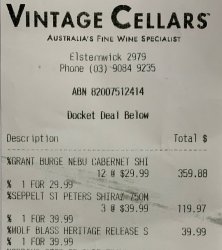 VINTAGE CELLARS™
AUSTRALIA'S FINE WINE SPECIALIST
Elsternwick 2979
Phone (03) 9084 9235
ABN 82007512414
Docket Deal Below
Description Total $
%GRANT BURGE NEBU CABERNET SHI
12 @ $29.99 359.88
% 1 FOR 29.99
%SEPPELT ST PETERS SHIRAZ 750M
3 @ $39.99 119.97
% 1 FOR 39.99
%WOLF BLASS HERITAGE RELEASE S 39.99
% 1 FOR 39.99